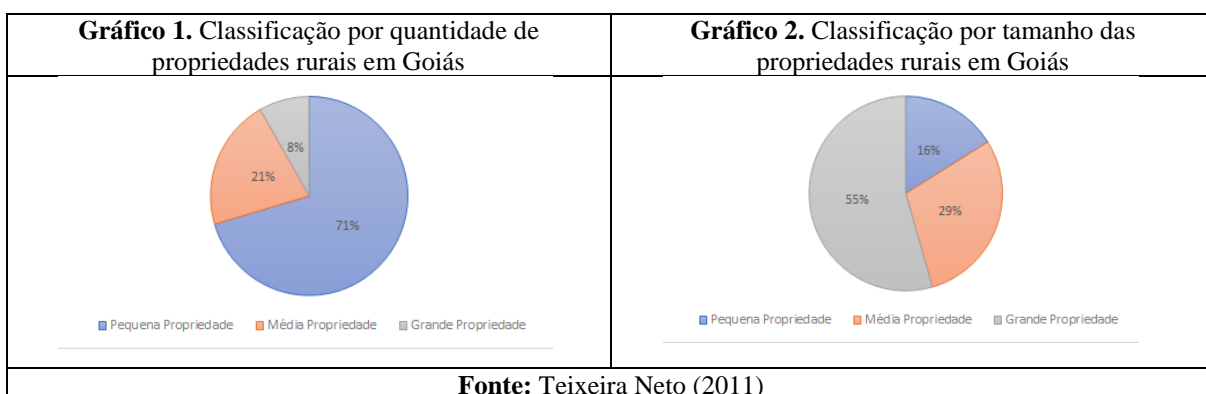 Gráfico 1. Classificação por quantidade de
propriedades rurais em Goiás
8%
21%
71%
Pequena Propriedade Média Propriedade Grande Propriedade
Gráfico 2. Classificação por tamanho das
propriedades rurais em Goiás
16%
55%
29%
Pequena Propriedade Média Propriedade Grande Propriedade
Fonte: Teixeira Neto (2011)